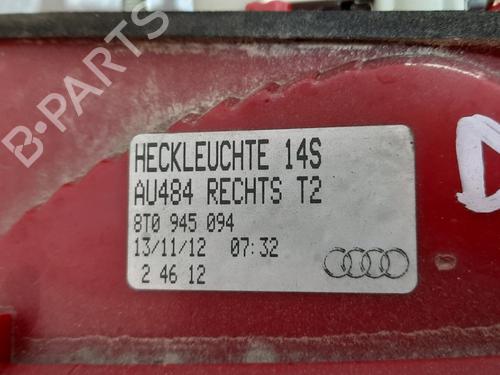 B-PARTS
HECKLEUCHTE 14S
AU484 RECHTS T2
8T0 945 094
13/11/12 07:32
2 46 12
D